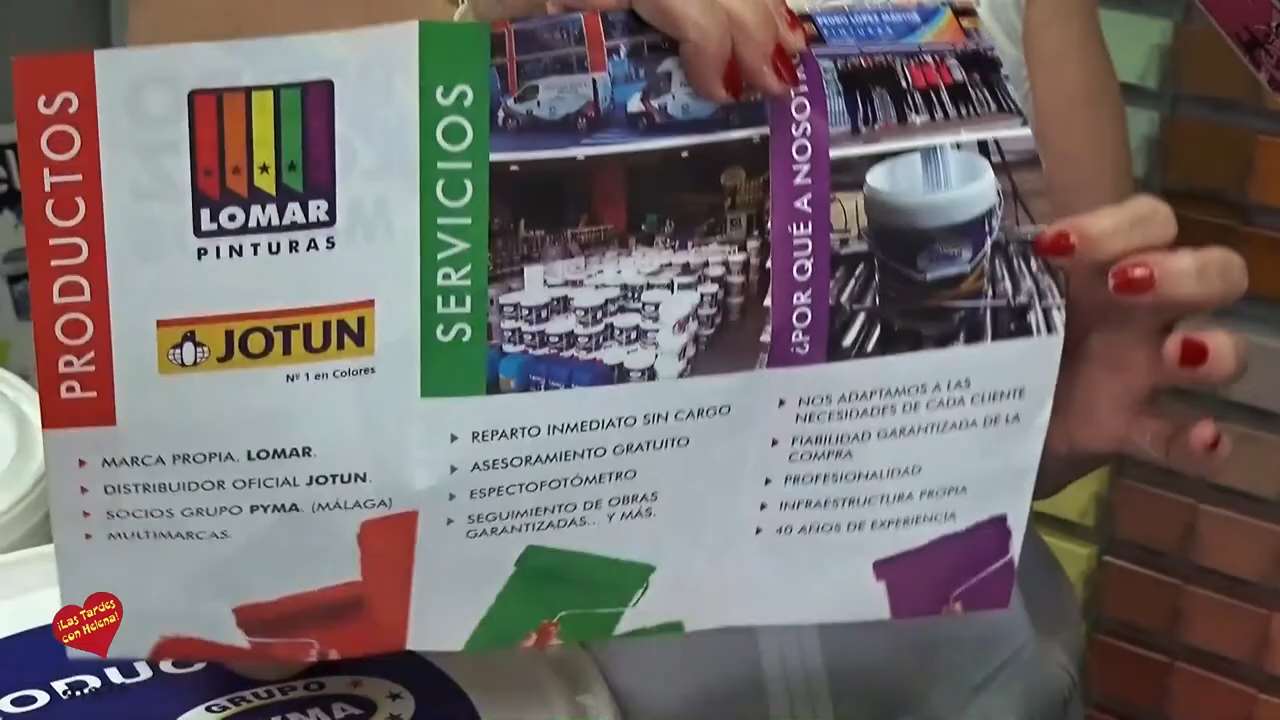 PRODUCTOS
LOMAR
PINTURAS
JOTUN
Nº 1 en Colores
MARCA PROPIA. LOMAR.
DISTRIBUIDOR OFICIAL JOTUN.
SOCIOS GRUPO PYMA. (MÁLAGA)
MULTIMARCAS.
SERVICIOS
REPARTO INMEDIATO SIN CARGO
ASESORAMIENTO GRATUITO
ESPECTOFOTÓMETRO
SEGUIMIENTO DE OBRAS
GARANTIZADAS... Y MÁS.
¿POR QUÉ A NOSOTR
NOS ADAPTAMOS A LAS
NECESIDADES DE CADA CLIENTE
FIABILIDAD GARANTIZADA DE LA
COMPRA
PROFESIONALIDAD
INFRAESTRUCTURA PROPIA
40 AÑOS DE EXPERIENCIA
¡Las Tardes
con Helena!
ODUC
GRUPO
PYMA